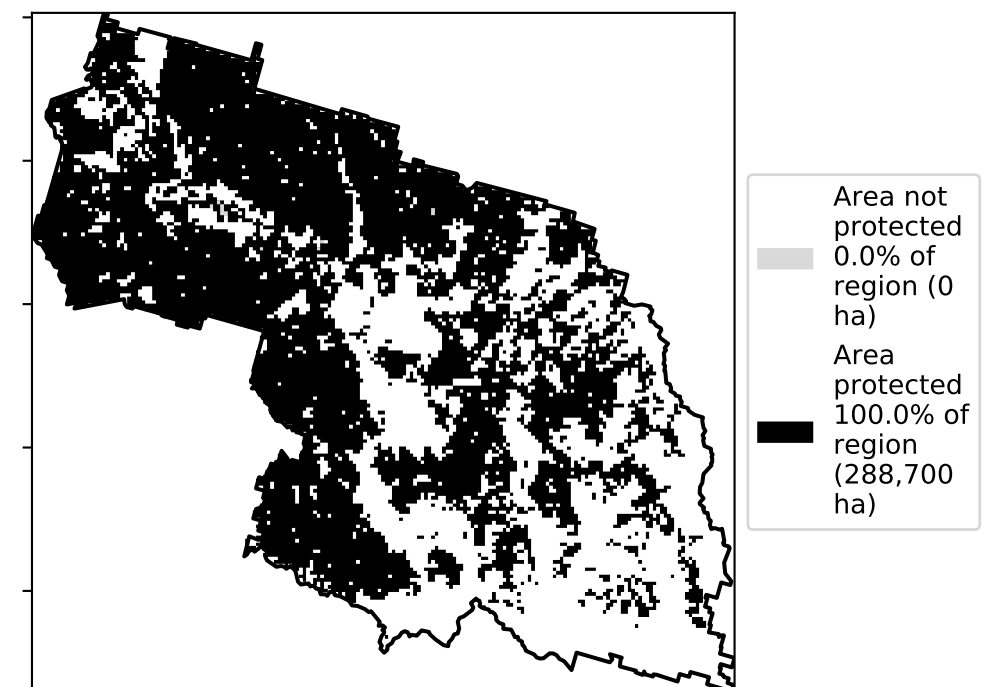 Area not
protected
0.0% of
region (0
ha)
Area
protected
100.0% of
region
(288,700
ha)